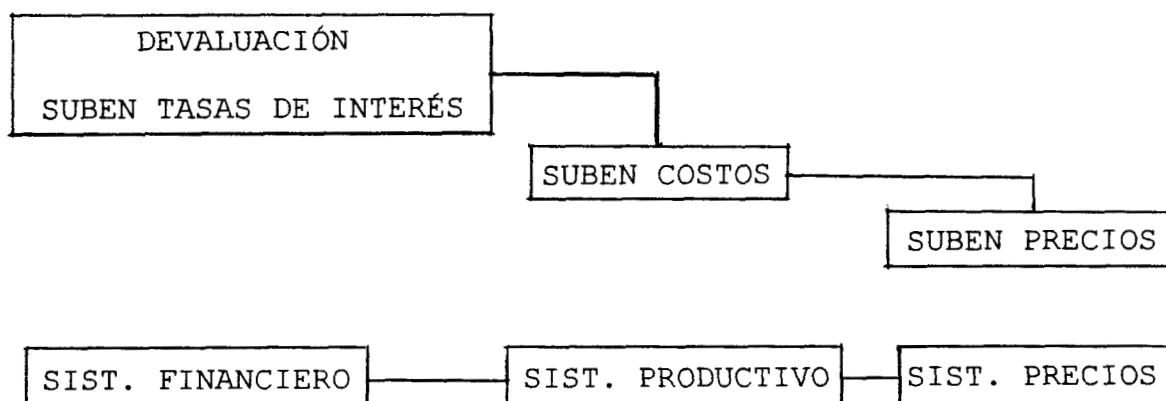 DEVALUACIÓN
SUBEN TASAS DE INTERÉS
SUBEN COSTOS
SUBEN PRECIOS
SIST. FINANCIERO
SIST. PRODUCTIVO
SIST. PRECIOS